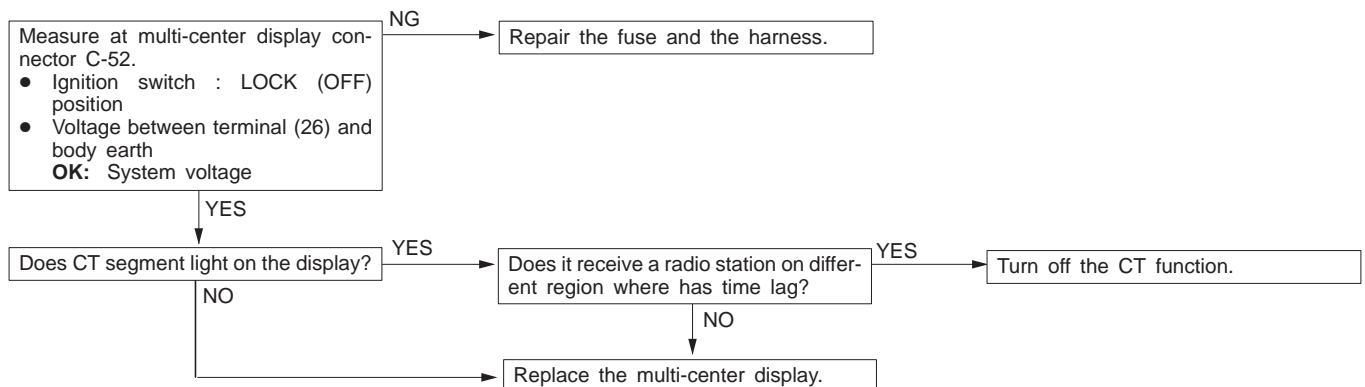 NG
Measure at multi-center display con-
nector C-52.
● Ignition switch : LOCK (OFF)
position
● Voltage between terminal (26) and
body earth
OK: System voltage
Repair the fuse and the harness.
YES
Does CT segment light on the display?
YES
Does it receive a radio station on differ-
ent region where has time lag?
YES
Turn off the CT function.
NO
NO
Replace the multi-center display.